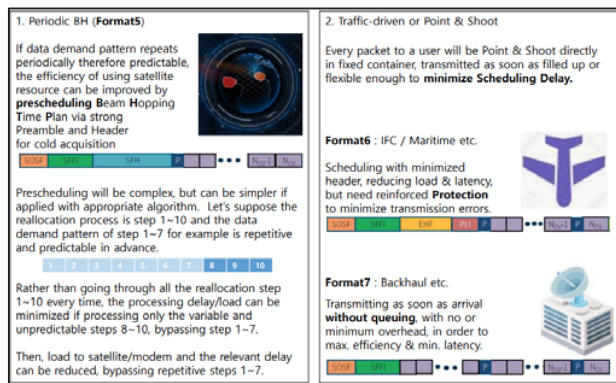 1. Periodic BH (Format5)
If data demand pattern repeats
periodically therefore predictable,
the efficiency of using satellite
resource can be improved by
prescheduling Beam Hopping
Time Plan via strong
Preamble and Header
for cold acquisition
SOSF SFFI SFH P ••• NCU-1 NCU
Prescheduling will be complex, but can be simpler if
applied with appropriate algorithm. Let's suppose the
reallocation process is step 1~10 and the data
demand pattern of step 1~7 for example is repetitive
and predictable in advance.
1 2 3 4 5 6 7 8 9 10
Rather than going through all the reallocation step
1~10 every time, the processing delay/load can be
minimized if processing only the variable and
unpredictable steps 8~10, bypassing step 1~7.
Then, load to satellite/modem and the relevant delay
can be reduced, bypassing repetitive steps 1~7.
2. Traffic-driven or Point & Shoot
Every packet to a user will be Point & Shoot directly
in fixed container, transmitted as soon as filled up or
flexible enough to minimize Scheduling Delay.
Format6 : IFC / Maritime etc.
Scheduling with minimized
header, reducing load & latency,
but need reinforced Protection
to minimize transmission errors.
SOSF SFFI EHF PLI P ••• NCU-1 P NCU
Format7 : Backhaul etc.
Transmitting as soon as arrival
without queuing, with no or
minimum overhead, in order to
max. efficiency & min. latency.
SOSF SFFI ••• P ••• NCU-1 P NCU